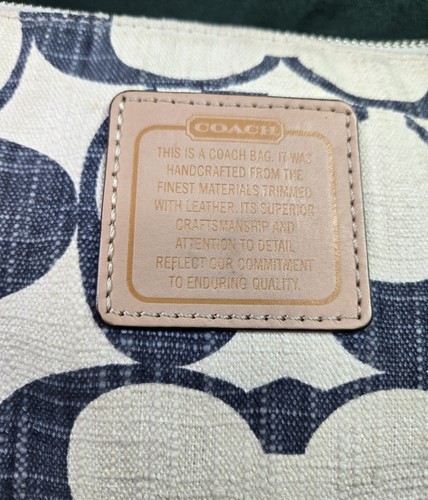 COACH
THIS IS A COACH BAG. IT WAS
HANDCRAFTED FROM THE
FINEST MATERIALS TRIMMED
WITH LEATHER. ITS SUPERIOR
CRAFTSMANSHIP AND
ATTENTION TO DETAIL
REFLECT OUR COMMITMENT
TO ENDURING QUALITY.